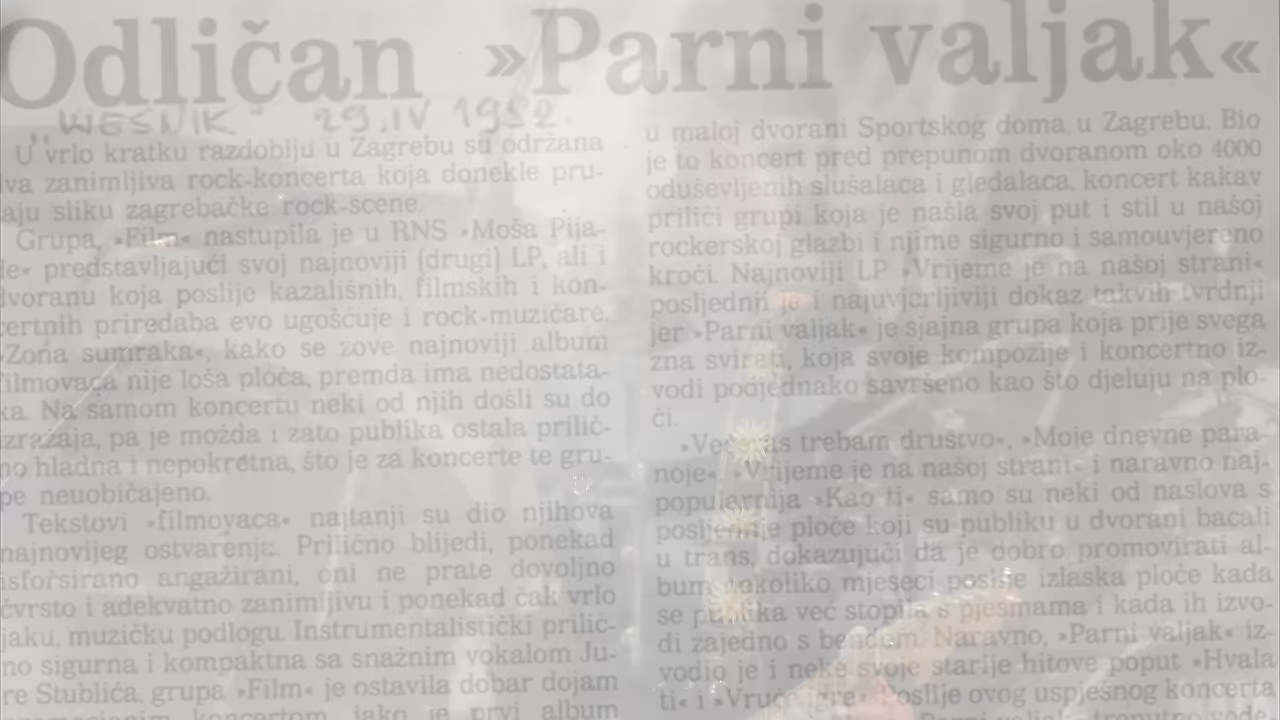 Odličan »Parni valjak«
"WESNIK" 29.IV 1982.
U vrlo kratku razdoblju u Zagrebu su održana
va zanimljiva rock-koncerta koja donekle pru-
aju sliku zagrebačke rock-scene.
Grupa, »Film« nastupila je u RNS »Moša Pija-
de« predstavljajući svoj najnoviji (drugi) LP, ali i
dvoranu koja poslije kazališnih, filmskih i kon-
certnih priredaba evo ugošćuje i rock-muzičare.
»Zona sumraka«, kako se zove najnoviji album
filmovaca nije loša ploča, premda ima nedostata-
ka. Na samom koncertu neki od njih došli su do
izražaja, pa je možda i zato publika ostala prilič-
no hladna i nepokretna, što je za koncerte te gru-
pe neuobičajeno.
Tekstovi »filmovaca« najtanji su dio njihova
najnovijeg ostvarenja. Prilično blijedi, ponekad
isforsirano angažirani, oni ne prate dovoljno
čvrsto i adekvatno zanimljivu i ponekad čak vrlo
jaku, muzičku podlogu. Instrumentalistički prilič-
no sigurna i kompaktna sa snažnim vokalom Ju-
re Stublića, grupa »Film« je ostavila dobar dojam
promocionim koncertom, iako je prvi album
u maloj dvorani Sportskog doma u Zagrebu. Bio
je to koncert pred prepunom dvoranom oko 4000
oduševljenih slušalaca i gledalaca, koncert kakav
priliči grupi koja je našla svoj put i stil u našoj
rockerskoj glazbi i njime sigurno i samouvjereno
kroči. Najnoviji LP »Vrijeme je na našoj strani«
posljednji je i najuvjerljiviji dokaz takvih tvrdnji
jer »Parni valjak« je sjajna grupa koja prije svega
zna svirati, koja svoje kompozije i koncertno iz-
vodi podjednako savršeno kao što djeluju na plo-
či.
»Večeras trebam društvo«, »Moje dnevne para-
noje« »Vrijeme je na našoj strani« i naravno naj-
popularnija »Kao ti« samo su neki od naslova s
posljednje ploče koji su publiku u dvorani bacali
u trans, dokazujući da je dobro promovirati al-
bum nekoliko mjeseci poslije izlaska ploče kada
se publika već stopila s pjesmama i kada ih izvo-
di zajedno s bendom. Naravno, »Parni valjak« iz-
vodio je i neke svoje starije hitove poput »Hvala
ti« i »Vruće igre« Poslije ovog uspješnog koncerta
Parni valjak trenutno vode